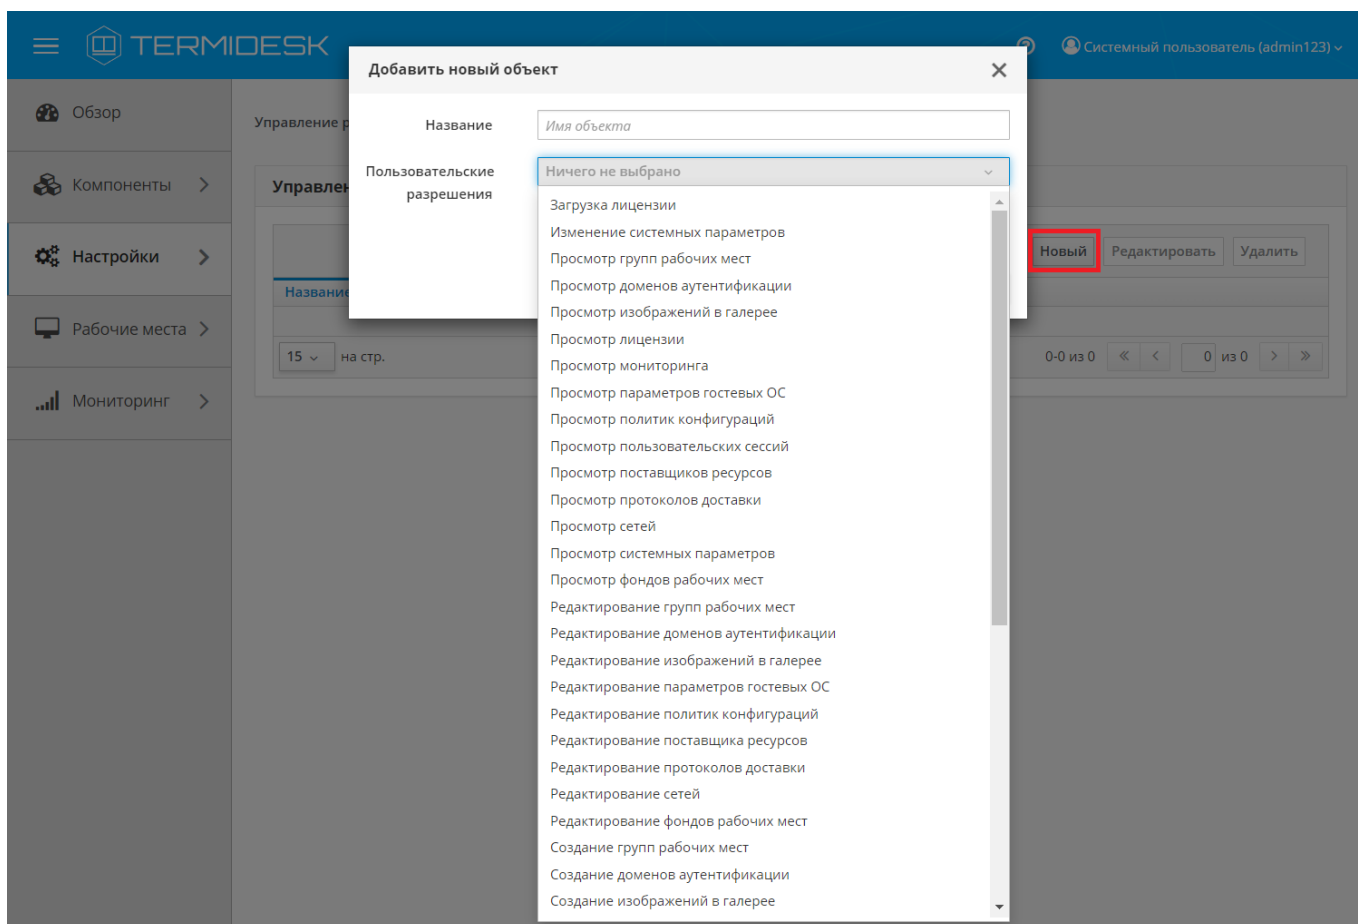 TERMIDESK
Системный пользователь (admin123)
Добавить новый объект
Обзор
Управление
Название
Имя объекта
Компоненты
Пользовательские разрешения
Ничего не выбрано
Загрузка лицензии
Изменение системных параметров
Просмотр групп рабочих мест
Просмотр доменов аутентификации
Просмотр изображений в галерее
Просмотр лицензии
Просмотр мониторинга
Просмотр параметров гостевых ОС
Просмотр политик конфигураций
Просмотр пользовательских сессий
Просмотр поставщиков ресурсов
Просмотр протоколов доставки
Просмотр сетей
Просмотр системных параметров
Просмотр фондов рабочих мест
Редактирование групп рабочих мест
Редактирование доменов аутентификации
Редактирование изображений в галерее
Редактирование параметров гостевых ОС
Редактирование политик конфигураций
Редактирование поставщика ресурсов
Редактирование протоколов доставки
Редактирование сетей
Редактирование фондов рабочих мест
Создание групп рабочих мест
Создание доменов аутентификации
Создание изображений в галерее
Настройки
Новый
Редактировать
Удалить
Название
Рабочие места
15
на стр.
0-0 из 0
0 из 0
Мониторинг